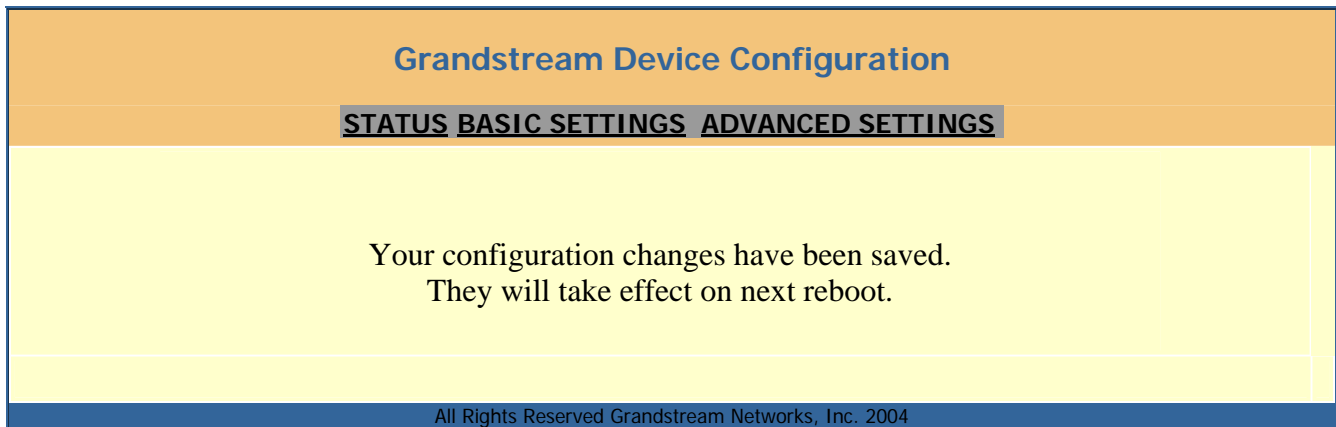 Grandstream Device Configuration
STATUS BASIC SETTINGS ADVANCED SETTINGS
Your configuration changes have been saved.
They will take effect on next reboot.
All Rights Reserved Grandstream Networks, Inc. 2004